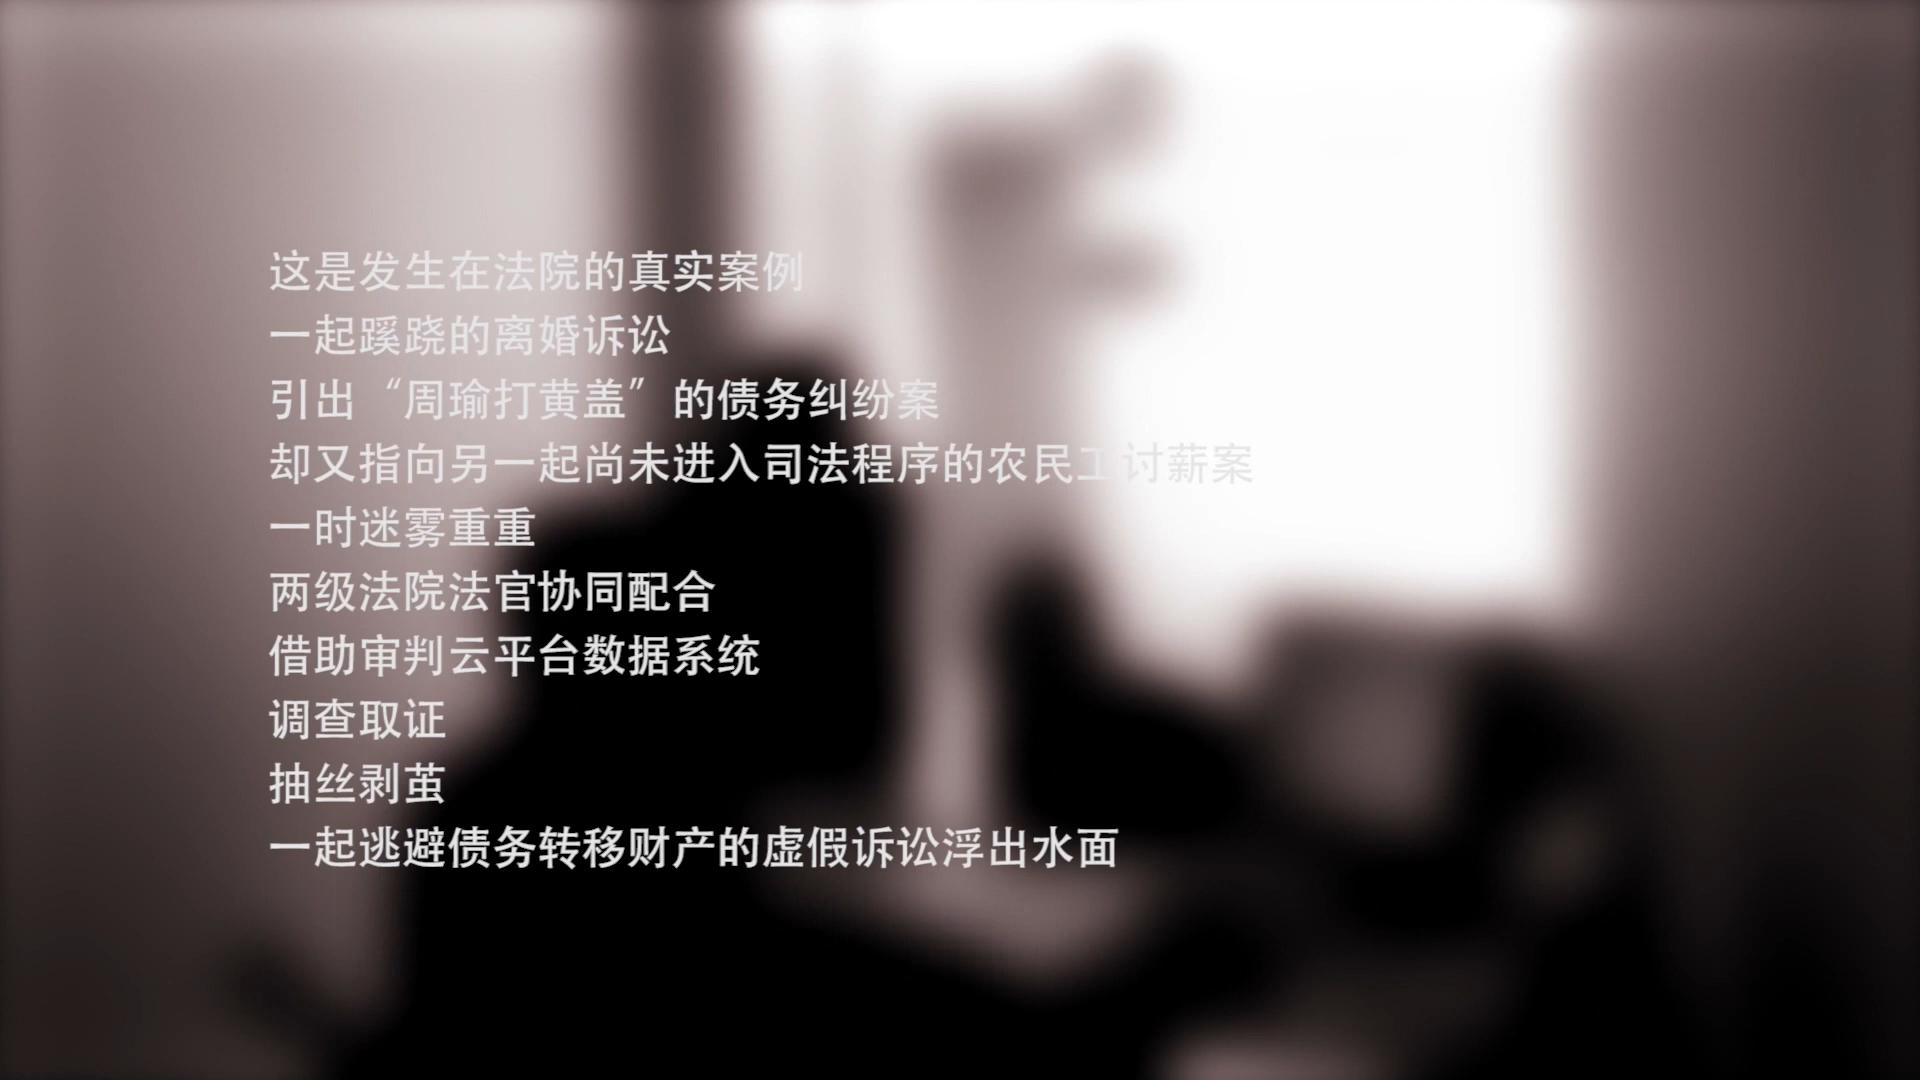 这是发生在法院的真实案例
一起蹊跷的离婚诉讼
引出“周瑜打黄盖”的债务纠纷案
却又指向另一起尚未进入司法程序的农民工讨薪案
一时迷雾重重
两级法院法官协同配合
借助审判云平台数据系统
调查取证
抽丝剥茧
一起逃避债务转移财产的虚假诉讼浮出水面